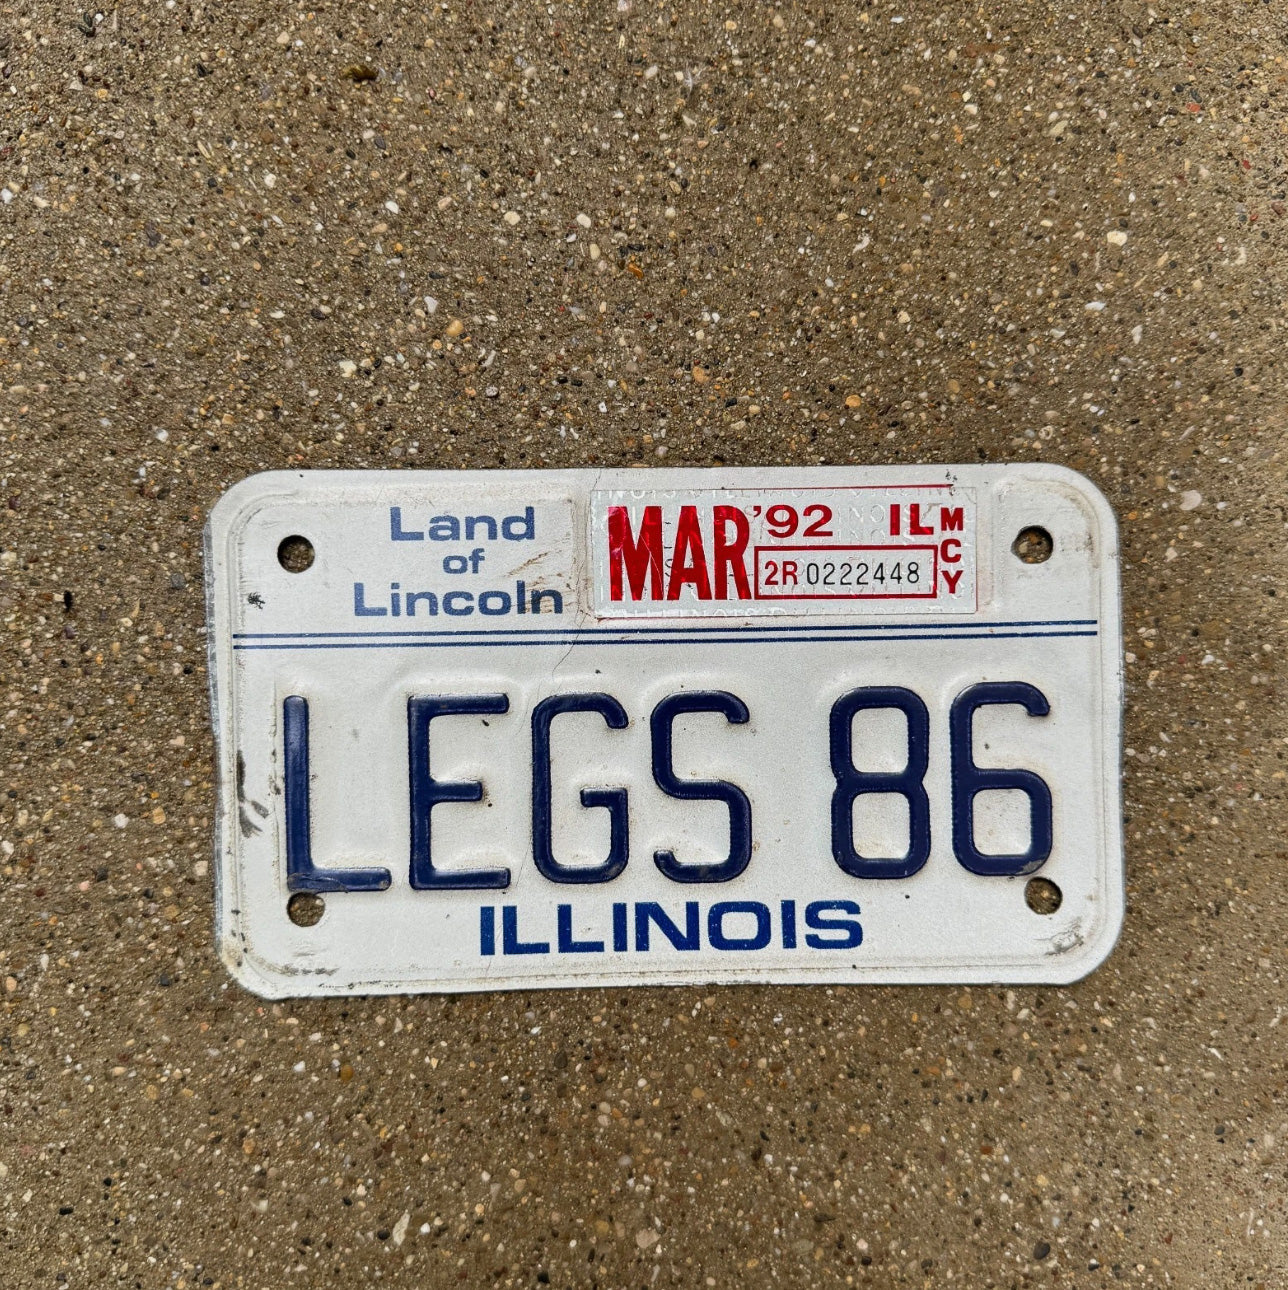 Land
of
Lincoln
MAR '92 IL MCY
2R 0222448
LEGS 86
ILLINOIS